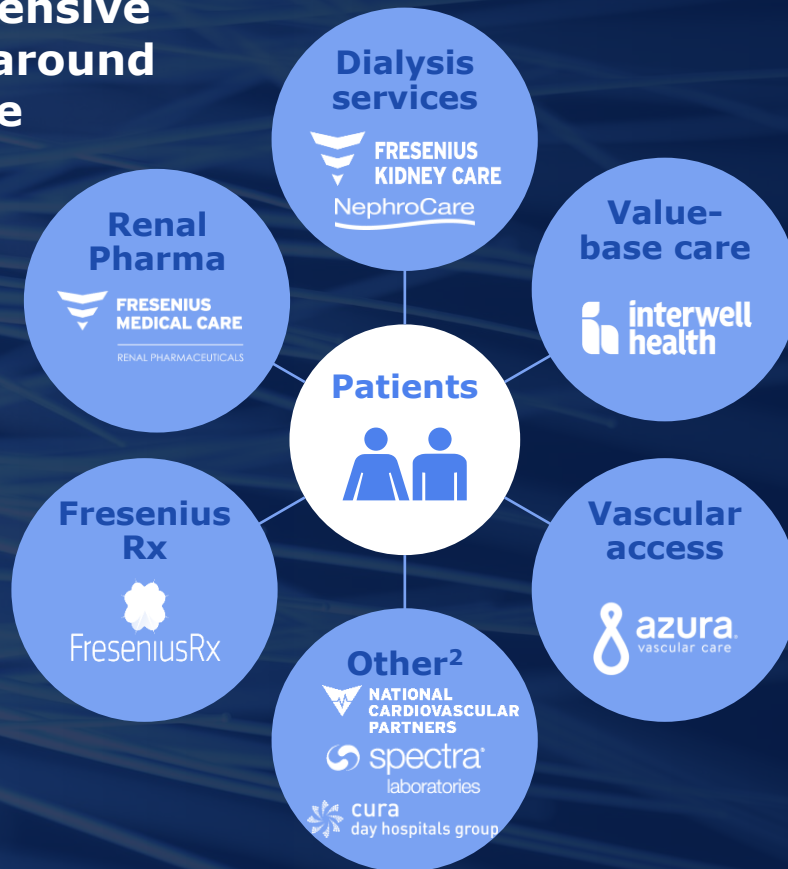 ensive
around
e
Dialysis
services
FRESENIUS
KIDNEY CARE
NephroCare
Value-
base care
interwell
health
Renal
Pharma
FRESENIUS
MEDICAL CARE
RENAL PHARMACEUTICALS
Patients
Fresenius
Rx
FreseniusRx
Vascular
access
azura
vascular care
Other²
NATIONAL
CARDIOVASCULAR
PARTNERS
spectra
laboratories
cura
day hospitals group